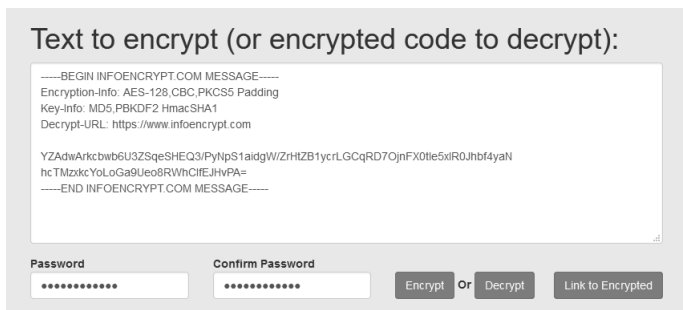 Text to encrypt (or encrypted code to decrypt):
-----BEGIN INFOENCRYPT.COM MESSAGE-----
Encryption-Info: AES-128,CBC,PKCS5 Padding
Key-Info: MD5,PBKDF2 HmacSHA1
Decrypt-URL: https://www.infoencrypt.com
YZAdwArkcbwb6U3ZSqeSHEQ3/PyNpS1aidgW/ZrHtZB1ycrLGCqRD7OjnFX0tle5xlR0Jhbf4yaN
hcTMzxkcYoLoGa9Ueo8RWhClfEJHvPA=
-----END INFOENCRYPT.COM MESSAGE-----
Password Confirm Password
Encrypt Or Decrypt Link to Encrypted